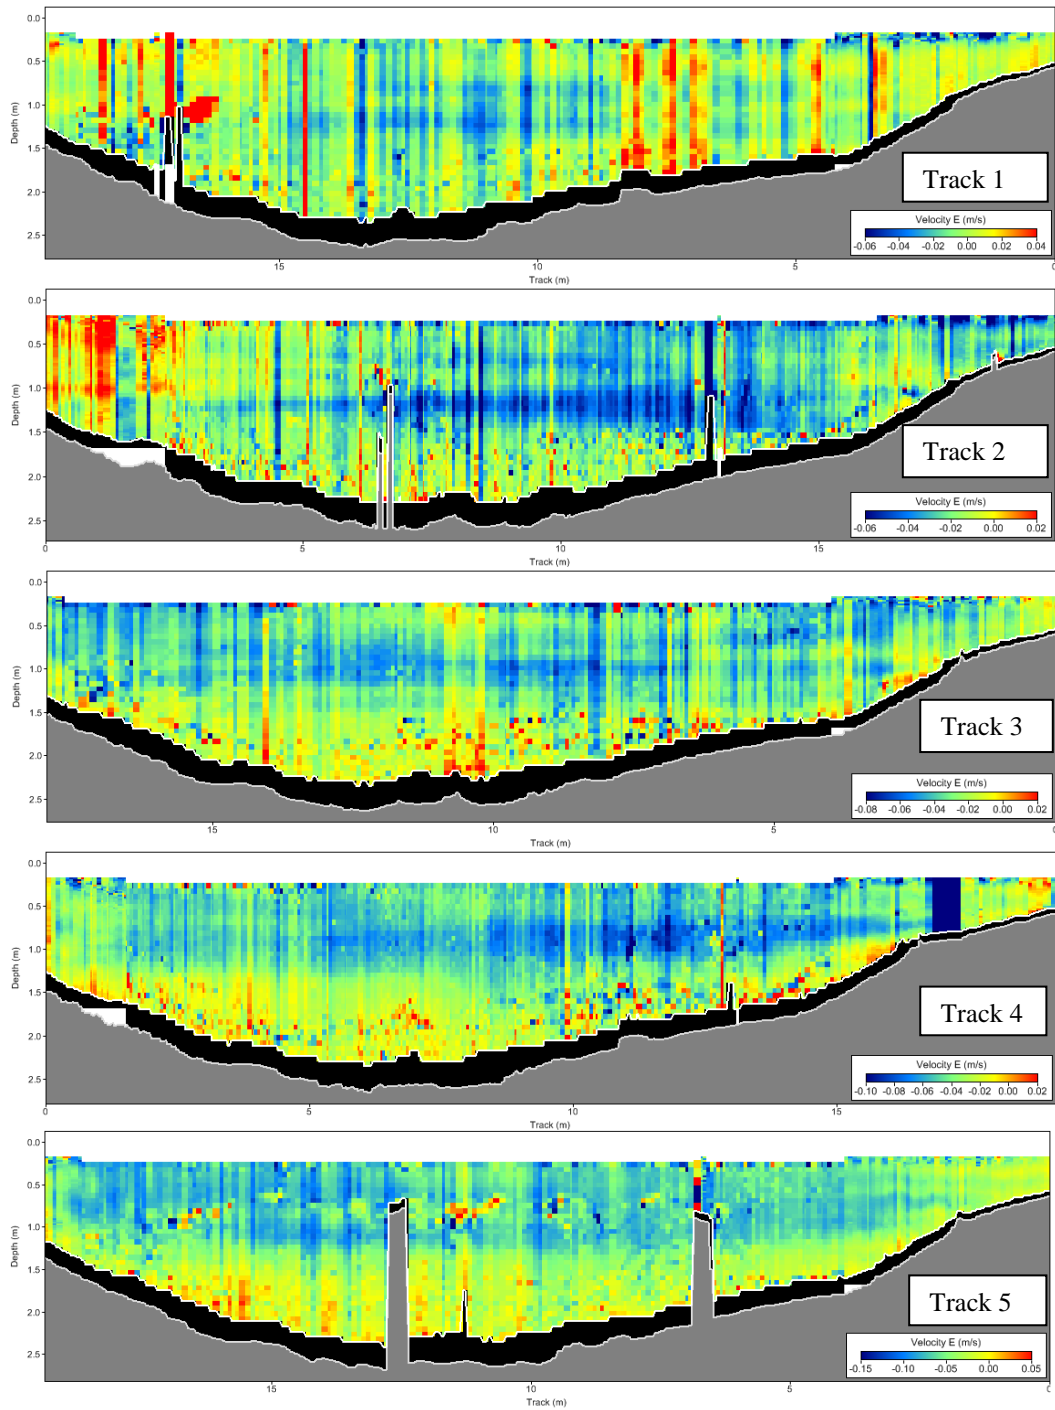 0.0
0.5
1.0
1.5
2.0
2.5
Depth (m)
Track 1
Velocity E (m/s)
-0.06 -0.04 -0.02 0.00 0.02 0.04
15 10 5 0
Track (m)
0.0
0.5
1.0
1.5
2.0
2.5
Depth (m)
Track 2
Velocity E (m/s)
-0.06 -0.04 -0.02 0.00 0.02
0 5 10 15
Track (m)
0.0
0.5
1.0
1.5
2.0
2.5
Depth (m)
Track 3
Velocity E (m/s)
-0.08 -0.06 -0.04 -0.02 0.00 0.02
15 10 5 0
Track (m)
0.0
0.5
1.0
1.5
2.0
2.5
Depth (m)
Track 4
Velocity E (m/s)
-0.10 -0.08 -0.06 -0.04 -0.02 0.00 0.02
0 5 10 15
Track (m)
0.0
0.5
1.0
1.5
2.0
2.5
Depth (m)
Track 5
Velocity E (m/s)
-0.15 -0.10 -0.05 0.00 0.05
15 10 5 0
Track (m)